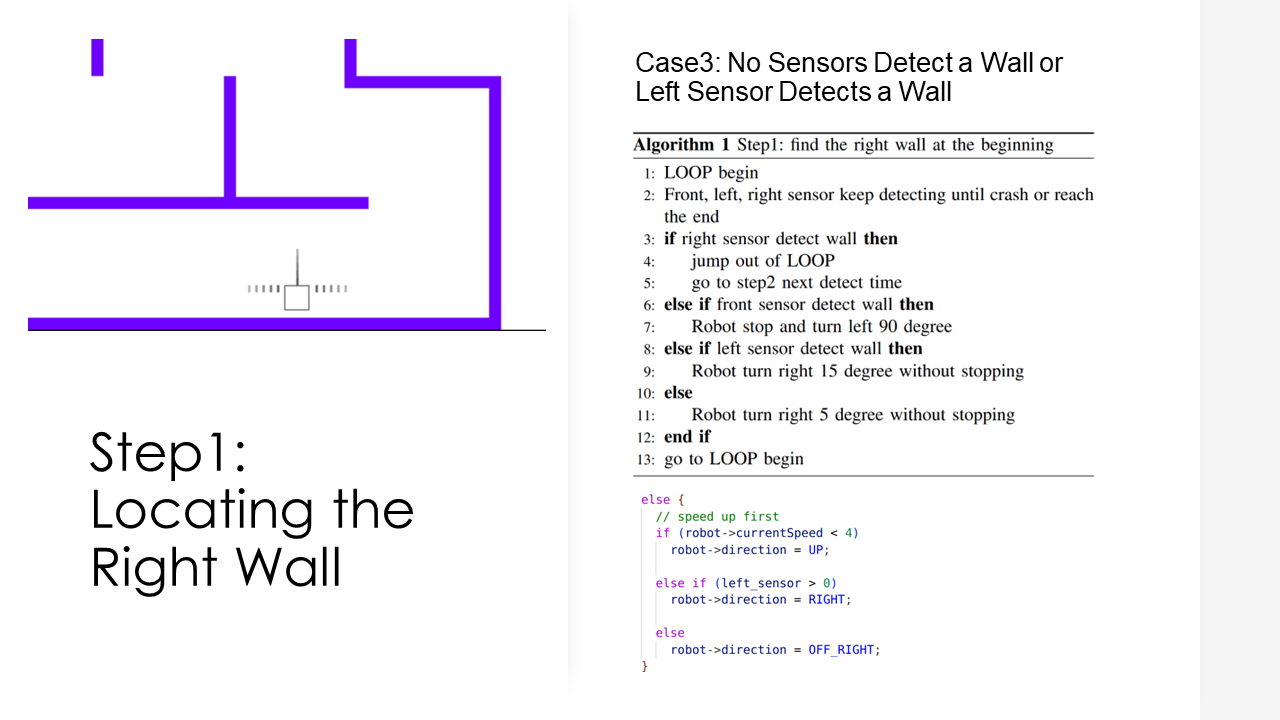 Step1:
Locating the
Right Wall
Case3: No Sensors Detect a Wall or
Left Sensor Detects a Wall
Algorithm 1 Step1: find the right wall at the beginning
1: LOOP begin
2: Front, left, right sensor keep detecting until crash or reach
the end
3: if right sensor detect wall then
4: jump out of LOOP
5: go to step2 next detect time
6: else if front sensor detect wall then
7: Robot stop and turn left 90 degree
8: else if left sensor detect wall then
9: Robot turn right 15 degree without stopping
10: else
11: Robot turn right 5 degree without stopping
12: end if
13: go to LOOP begin
else {
// speed up first
if (robot->currentSpeed < 4)
robot->direction = UP;
else if (left_sensor > 0)
robot->direction = RIGHT;
else
robot->direction = OFF_RIGHT;
}